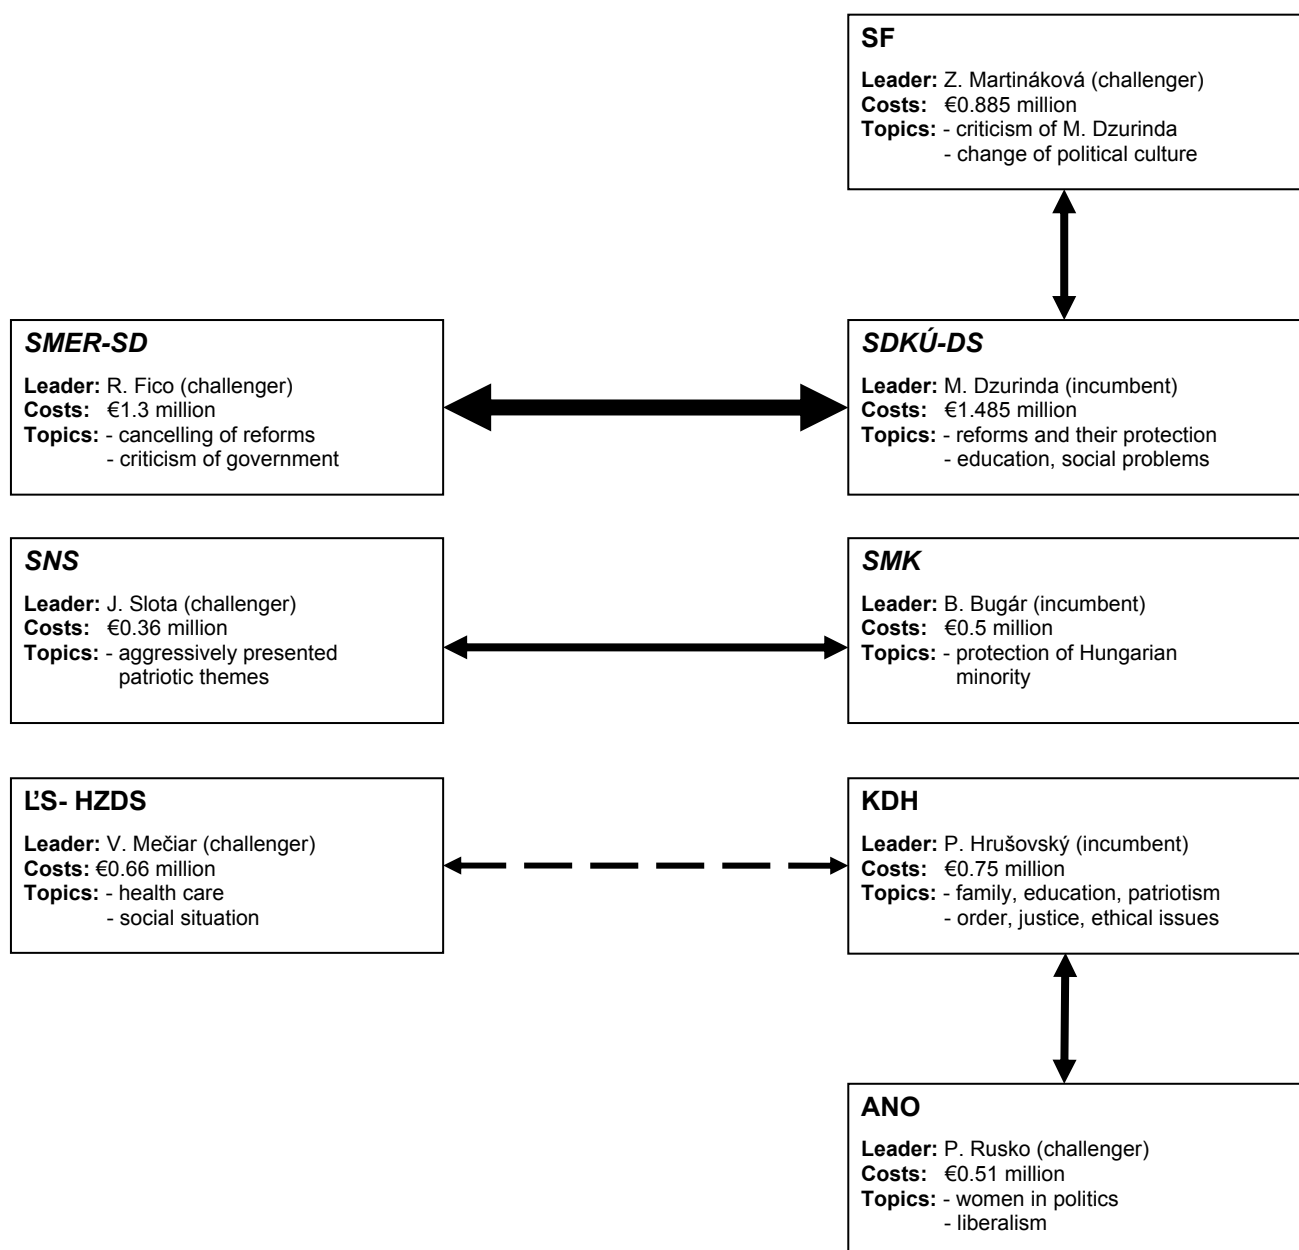 SF
Leader: Z. Martináková (challenger)
Costs: €0.885 million
Topics: - criticism of M. Dzurinda
- change of political culture
SMER-SD
Leader: R. Fico (challenger)
Costs: €1.3 million
Topics: - cancelling of reforms
- criticism of government
SDKÚ-DS
Leader: M. Dzurinda (incumbent)
Costs: €1.485 million
Topics: - reforms and their protection
- education, social problems
SNS
Leader: J. Slota (challenger)
Costs: €0.36 million
Topics: - aggressively presented
patriotic themes
SMK
Leader: B. Bugár (incumbent)
Costs: €0.5 million
Topics: - protection of Hungarian
minority
ĽS- HZDS
Leader: V. Mečiar (challenger)
Costs: €0.66 million
Topics: - health care
- social situation
KDH
Leader: P. Hrušovský (incumbent)
Costs: €0.75 million
Topics: - family, education, patriotism
- order, justice, ethical issues
ANO
Leader: P. Rusko (challenger)
Costs: €0.51 million
Topics: - women in politics
- liberalism